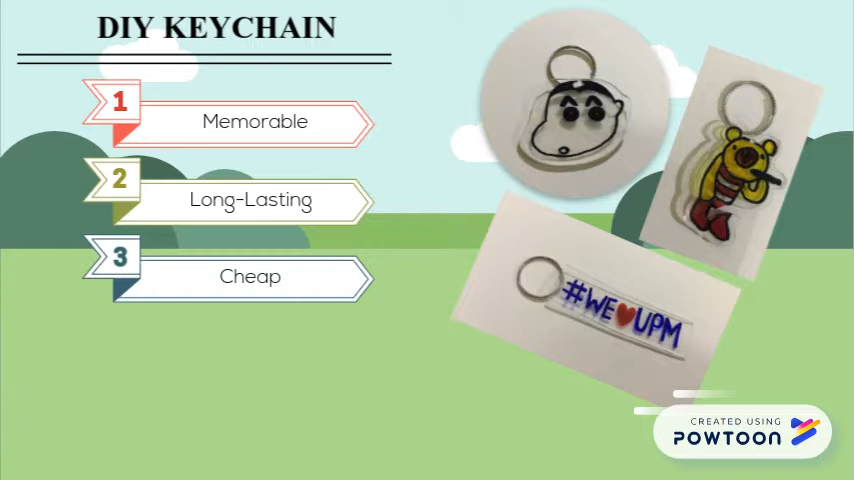 DIY KEYCHAIN
1
Memorable
2
Long-Lasting
3
Cheap
#WE❤UPM
CREATED USING
POWTOON